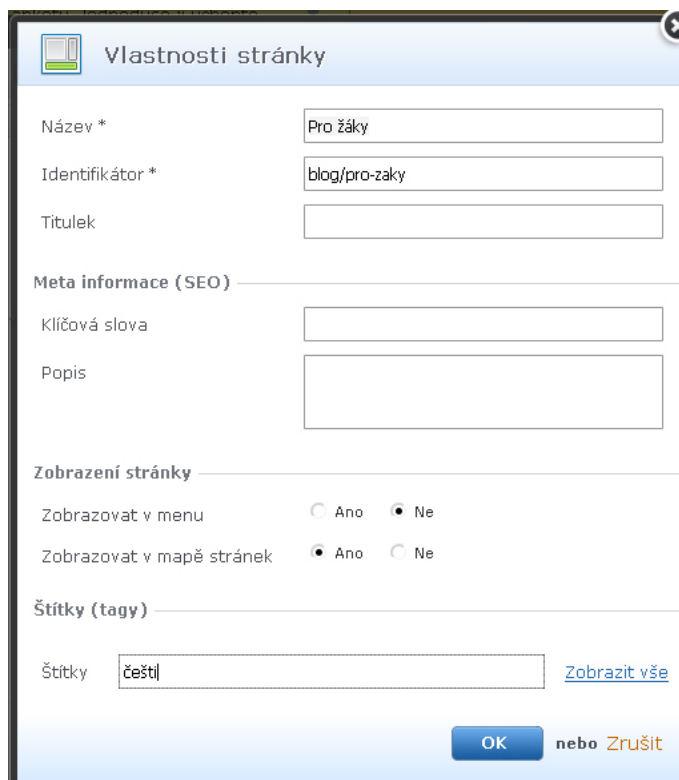 Vlastnosti stránky
Název *
Pro žáky
Identifikátor *
blog/pro-zaky
Titulek
Meta informace (SEO)
Klíčová slova
Popis
Zobrazení stránky
Zobrazovat v menu Ano Ne
Zobrazovat v mapě stránek Ano Ne
Štítky (tagy)
Štítky češti Zobrazit vše
OK nebo Zrušit